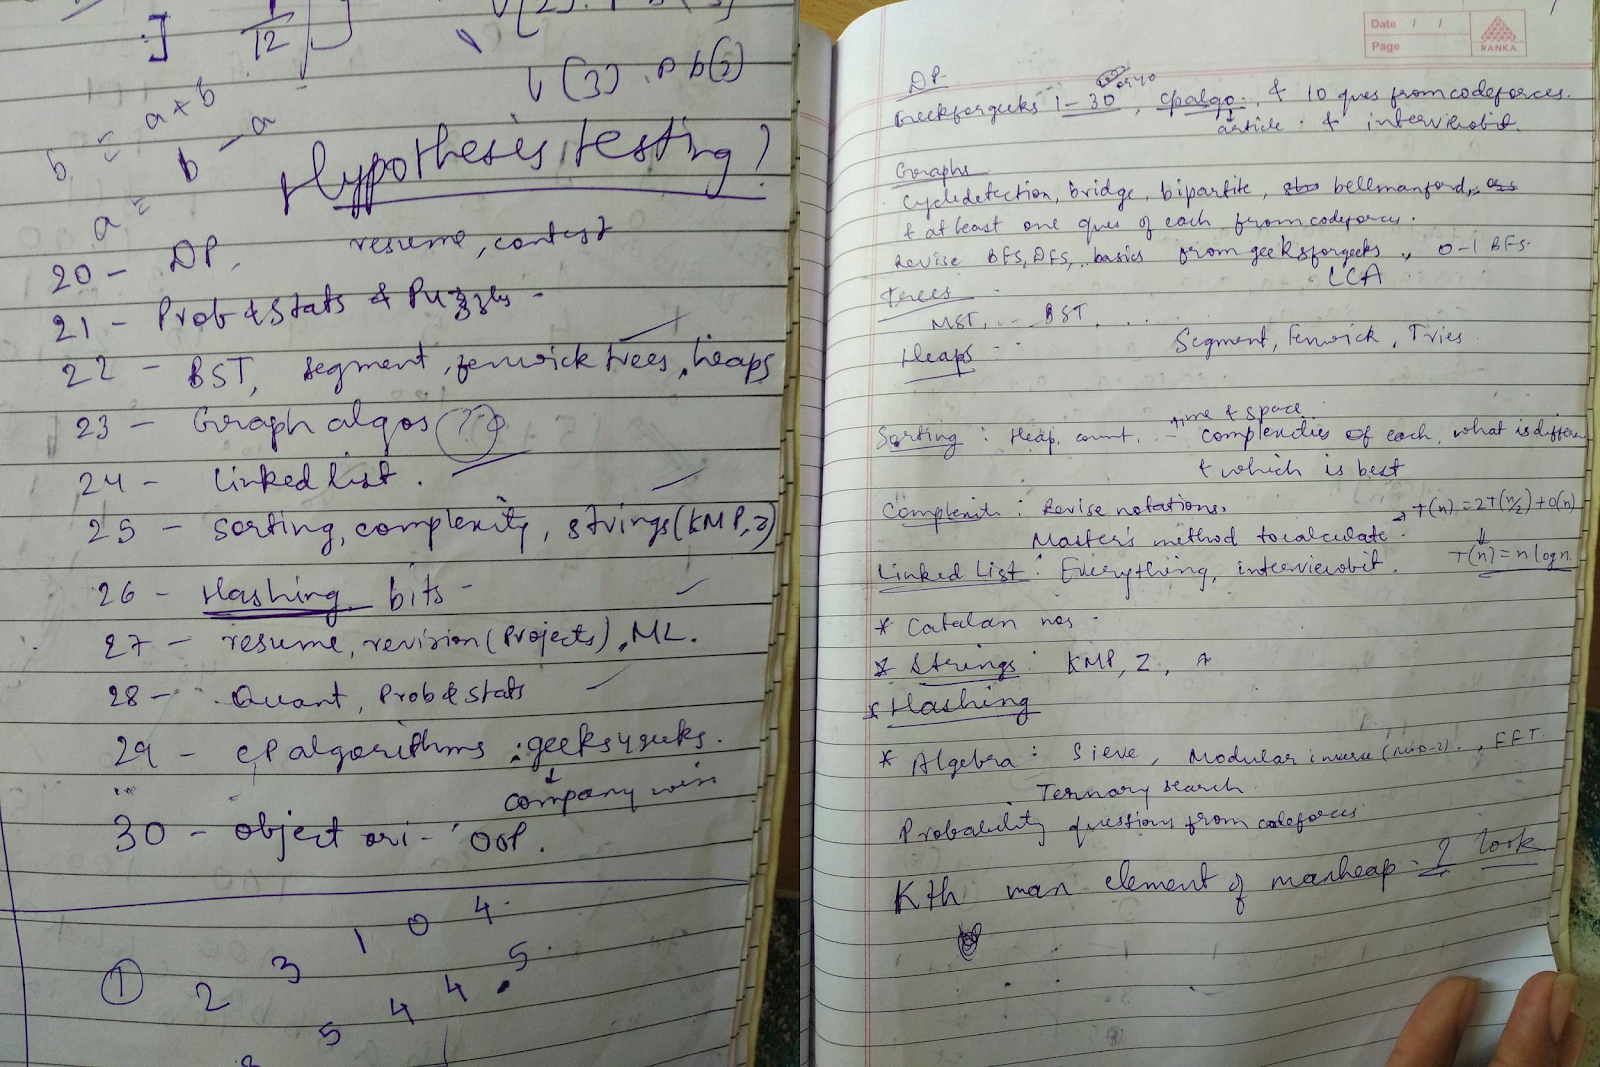 1
12
V(3) . P b(3)
b = a * b
a = b - a
Hypothesis testing?
20 - DP, resume, contest
21 - Prob & Stats & Puzzles -
22 - BST, segment, fenwick trees, heaps
23 - Graph algos ??
24 - linked list.
25 - sorting, complexity, strings (KMP, Z)
26 - Hashing, bits -
27 - resume, revision (Projects), ML.
28 - Quant, Prob & stats
29 - CP algorithms : geeks4geeks.
company wise
30 - object ori - OOP.
1 0 4
① 2 3
5 4 4 5
Date / /
Page
RANKA
DP
Geekforgeeks 1 - 30 or 40, cpalgo. & 10 ques from codeforces.
article. & interviewbit.
Graphs
Cycledetection, bridge, bipartite, bellmanford,
& at least one ques of each from codeforces.
Revise BFS, DFS, basics from geeksforgeeks, 0-1 BFS.
Trees LCA
MST, .. BST, ...
Heaps Segment, Fenwick, Tries
Sorting : Heap, count, .. time & space
complexities of each, what is differen
& which is best
Complexity : Revise notations, T(n) = 2T(n/2) + O(n)
Master's method to calculate.
Linked List : Everything, interviewbit. T(n) = n log n
* Catalan nos.
* Strings : KMP, Z, A
* Hashing
* Algebra : Sieve, Modular inverse , FFT.
Ternary search
Probability questions from codeforces
Kth max element of maxheap - ? look